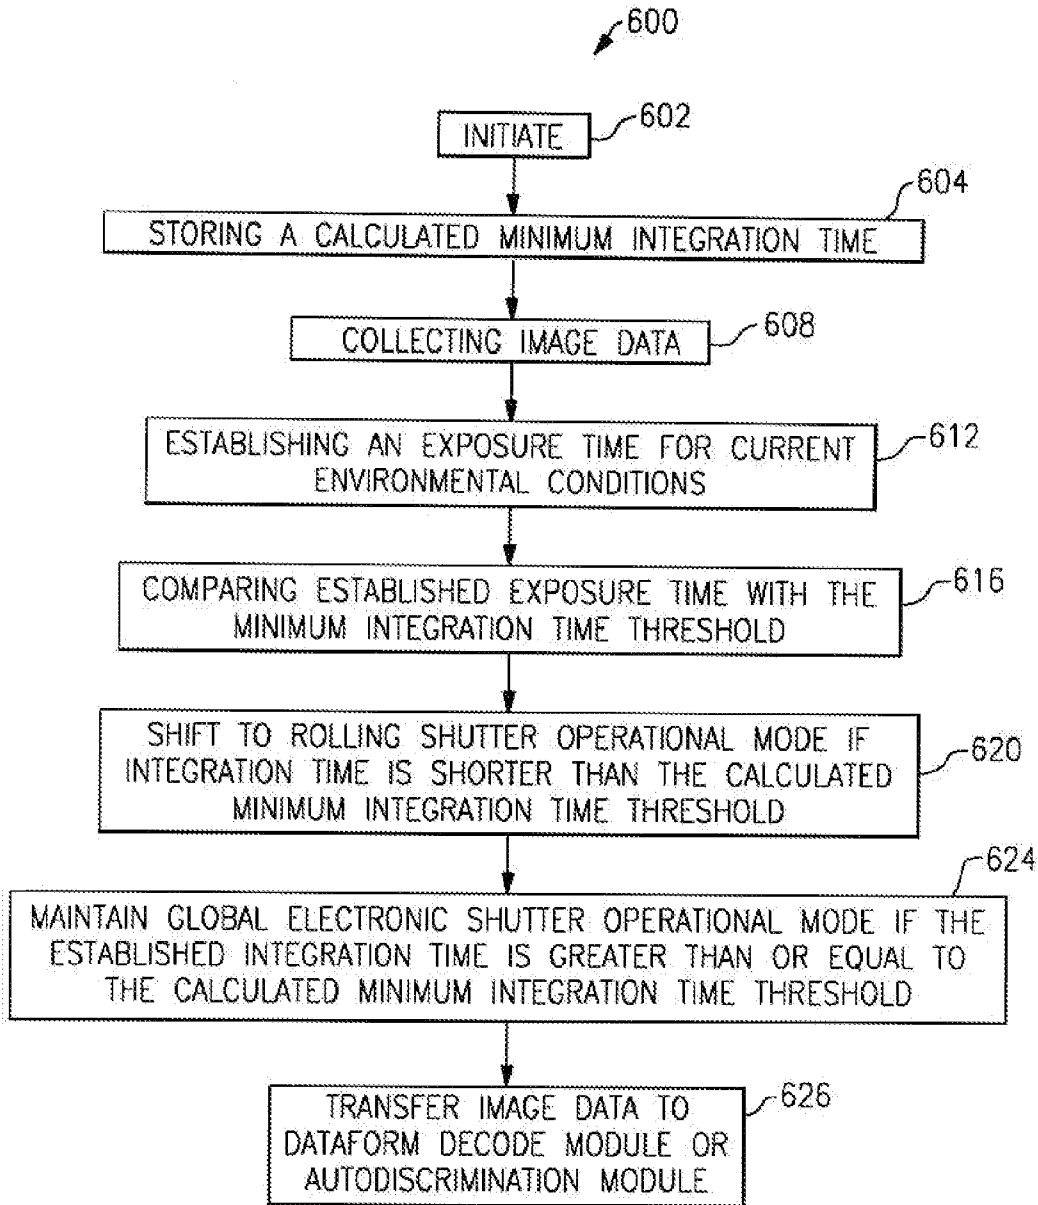 600
INITIATE
602
604
STORING A CALCULATED MINIMUM INTEGRATION TIME
COLLECTING IMAGE DATA
608
ESTABLISHING AN EXPOSURE TIME FOR CURRENT
ENVIRONMENTAL CONDITIONS
612
COMPARING ESTABLISHED EXPOSURE TIME WITH THE
MINIMUM INTEGRATION TIME THRESHOLD
616
SHIFT TO ROLLING SHUTTER OPERATIONAL MODE IF
INTEGRATION TIME IS SHORTER THAN THE CALCULATED
MINIMUM INTEGRATION TIME THRESHOLD
620
624
MAINTAIN GLOBAL ELECTRONIC SHUTTER OPERATIONAL MODE IF THE
ESTABLISHED INTEGRATION TIME IS GREATER THAN OR EQUAL TO
THE CALCULATED MINIMUM INTEGRATION TIME THRESHOLD
TRANSFER IMAGE DATA TO
DATAFORM DECODE MODULE OR
AUTODISCRIMINATION MODULE
626